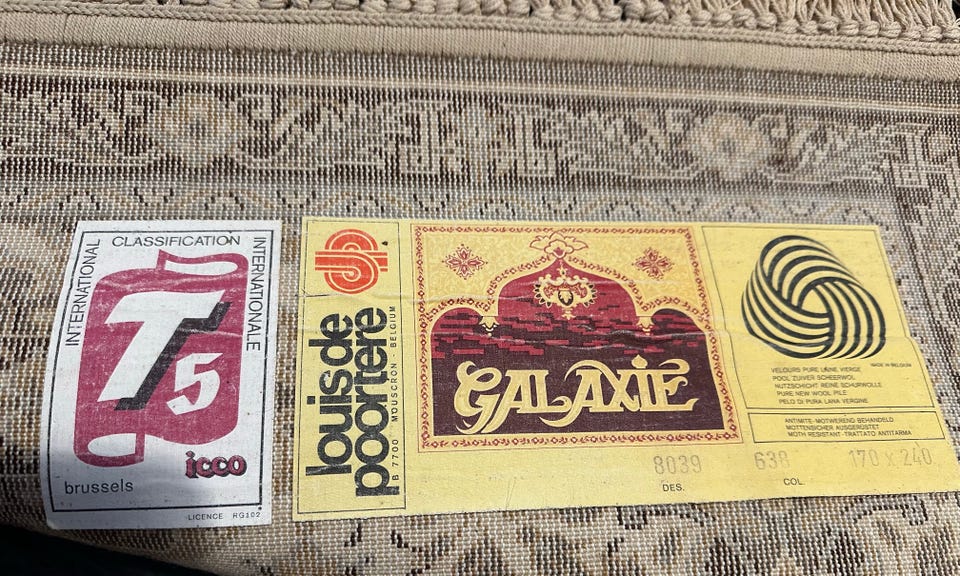 INTERNATIONAL
CLASSIFICATION
INTERNATIONALE
T5
icco
brussels
LICENCE RG102
louis de
poortere
B 7700 MOUSCRON - BELGIUM
GALAXIE
MADE IN BELGIUM
VELOURS PURE LAINE VIERGE
POOL ZUIVER SCHEERWOL
NUTZSCHICHT REINE SCHURWOLLE
PURE NEW WOOL PILE
PELO DI PURA LANA VERGINE
ANTIMITE-MOTWEREND BEHANDELD
MOTTENSICHER AUSGERÜSTET
MOTH RESISTANT-TRATTATO ANTITARMA
8039 638 170 x 240
DES. COL.